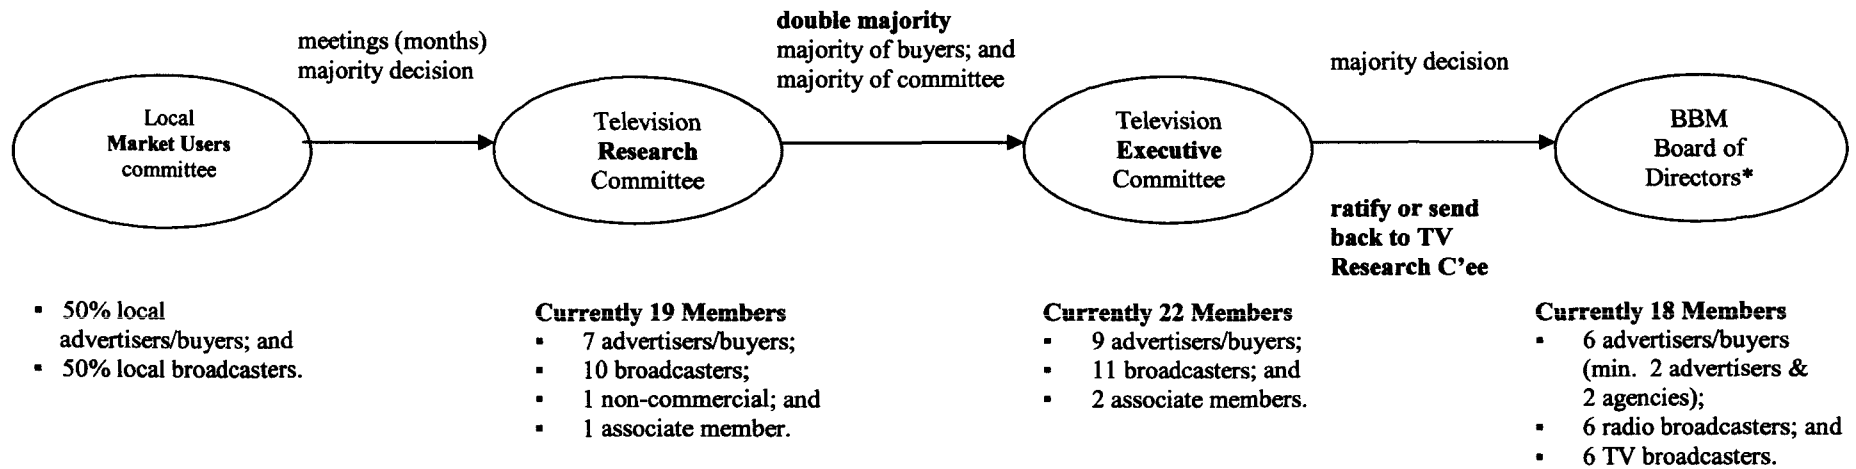 meetings (months)
majority decision
double majority
majority of buyers; and
majority of committee
majority decision
Local
Market Users
committee
Television
Research
Committee
Television
Executive
Committee
BBM
Board of
Directors*
ratify or send
back to TV
Research C'ee
▪ 50% local
advertisers/buyers; and
▪ 50% local broadcasters.
Currently 19 Members
▪ 7 advertisers/buyers;
▪ 10 broadcasters;
▪ 1 non-commercial; and
▪ 1 associate member.
Currently 22 Members
▪ 9 advertisers/buyers;
▪ 11 broadcasters; and
▪ 2 associate members.
Currently 18 Members
▪ 6 advertisers/buyers
(min. 2 advertisers &
2 agencies);
▪ 6 radio broadcasters; and
▪ 6 TV broadcasters.